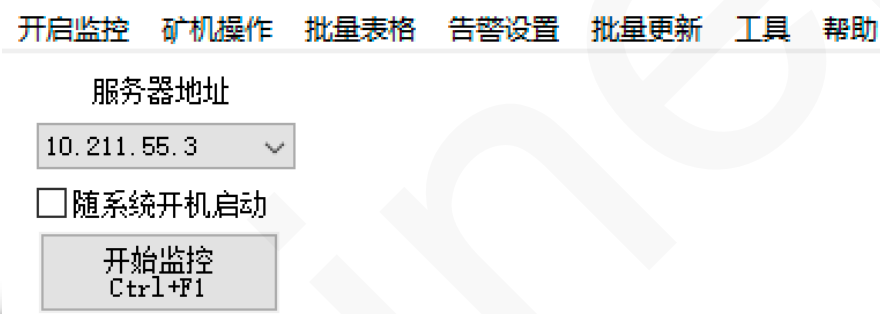 开启监控 矿机操作 批量表格 告警设置 批量更新 工具 帮助
服务器地址
10.211.55.3
随系统开机启动
开始监控
Ctrl+F1